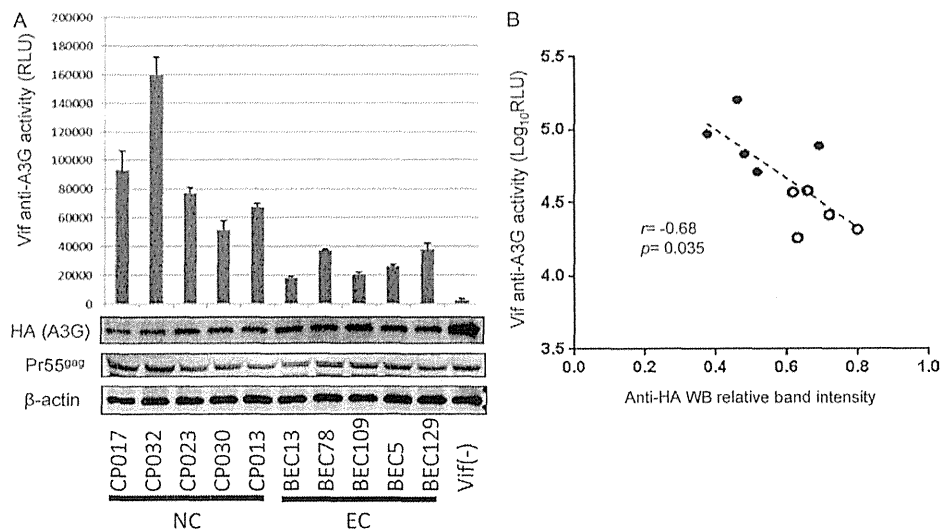 A
Vif anti-A3G activity (RLU)
200000
180000
160000
140000
120000
100000
80000
60000
40000
20000
0
HA (A3G)
Pr55gag
β-actin
CP017
CP032
CP023
CP030
CP013
BEC13
BEC78
BEC109
BEC5
BEC129
Vif(-)
NC
EC
B
Vif anti-A3G activity (Log10RLU)
5.5
5.0
4.5
4.0
3.5
r= -0.68
p= 0.035
0.0
0.2
0.4
0.6
0.8
1.0
Anti-HA WB relative band intensity